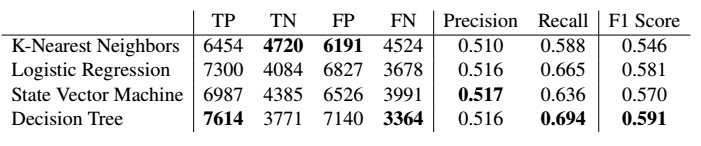 TP TN FP FN Precision Recall F1 Score
K-Nearest Neighbors 6454 4720 6191 4524 0.510 0.588 0.546
Logistic Regression 7300 4084 6827 3678 0.516 0.665 0.581
State Vector Machine 6987 4385 6526 3991 0.517 0.636 0.570
Decision Tree 7614 3771 7140 3364 0.516 0.694 0.591